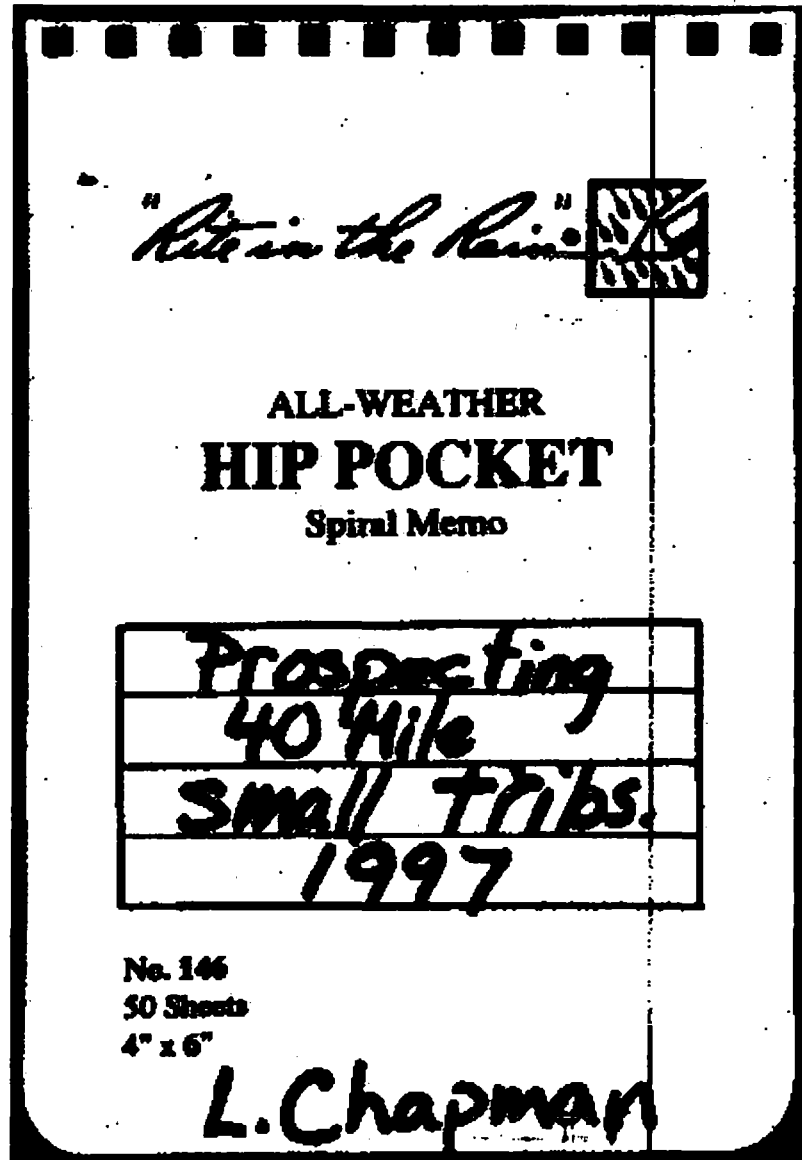 "Rite in the Rain"®
ALL-WEATHER
HIP POCKET
Spiral Memo
Prospecting
40 Mile
small tribs.
1997
No. 146
50 Sheets
4" x 6"
L. Chapman